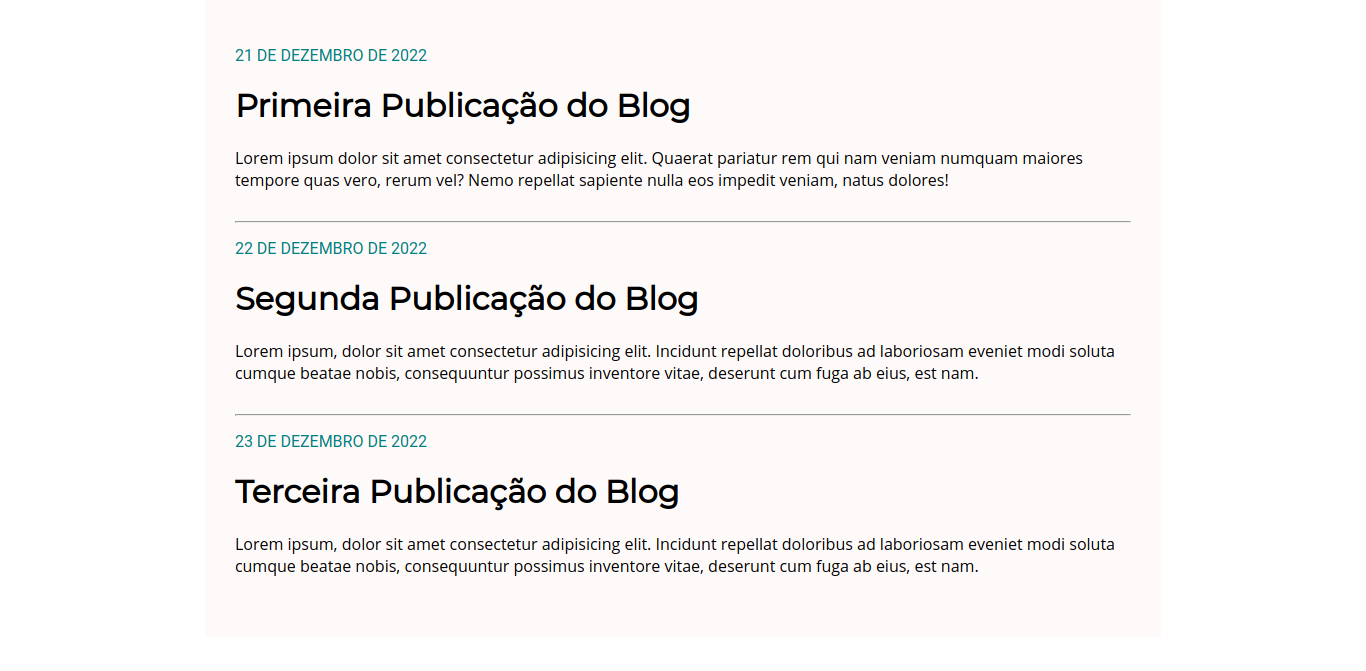 21 DE DEZEMBRO DE 2022
Primeira Publicação do Blog
Lorem ipsum dolor sit amet consectetur adipisicing elit. Quaerat pariatur rem qui nam veniam numquam maiores
tempore quas vero, rerum vel? Nemo repellat sapiente nulla eos impedit veniam, natus dolores!
22 DE DEZEMBRO DE 2022
Segunda Publicação do Blog
Lorem ipsum, dolor sit amet consectetur adipisicing elit. Incidunt repellat doloribus ad laboriosam eveniet modi soluta
cumque beatae nobis, consequuntur possimus inventore vitae, deserunt cum fuga ab eius, est nam.
23 DE DEZEMBRO DE 2022
Terceira Publicação do Blog
Lorem ipsum, dolor sit amet consectetur adipisicing elit. Incidunt repellat doloribus ad laboriosam eveniet modi soluta
cumque beatae nobis, consequuntur possimus inventore vitae, deserunt cum fuga ab eius, est nam.